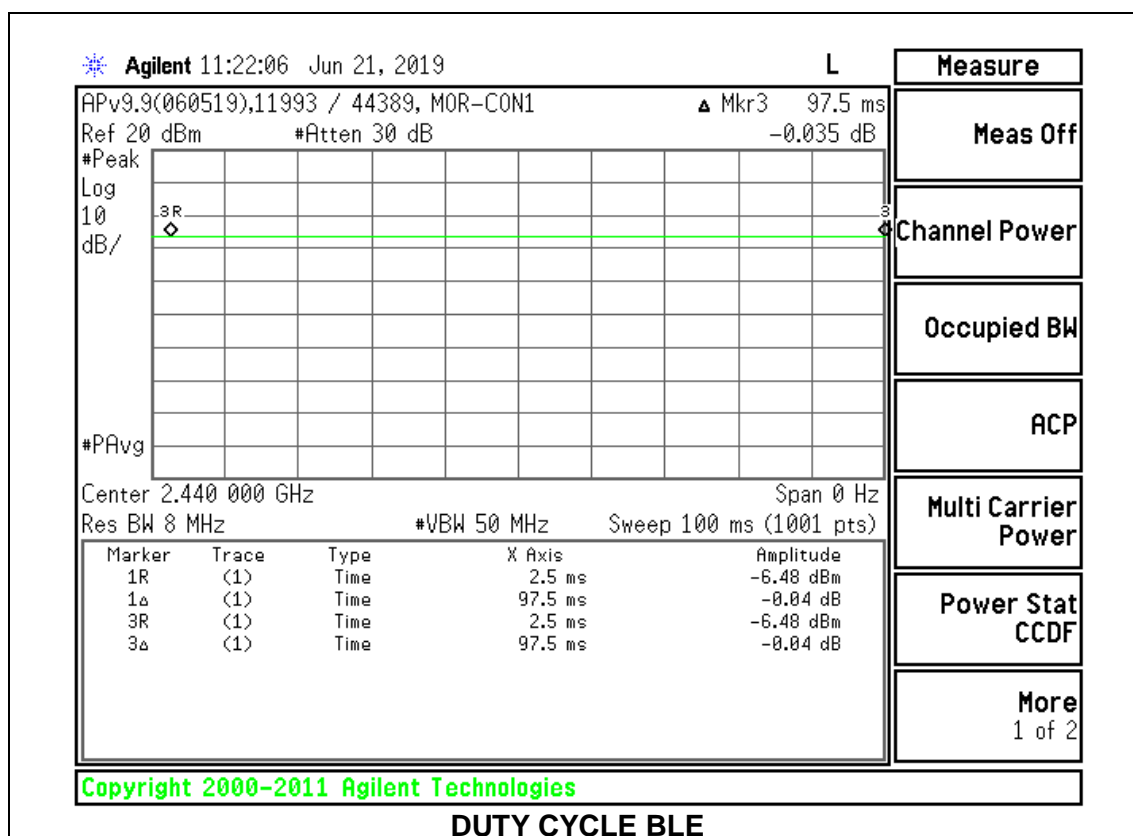 Agilent 11:22:06 Jun 21, 2019 L
Measure
APv9.9(060519),11993 / 44389, MOR-CON1 Δ Mkr3 97.5 ms
Ref 20 dBm #Atten 30 dB -0.035 dB
Meas Off
#Peak
Log
10
dB/
3R
3
Channel Power
Occupied BW
ACP
#PAvg
Center 2.440 000 GHz Span 0 Hz
Res BW 8 MHz #VBW 50 MHz Sweep 100 ms (1001 pts)
Multi Carrier
Power
Marker Trace Type X Axis Amplitude
1R (1) Time 2.5 ms -6.48 dBm
1Δ (1) Time 97.5 ms -0.04 dB
3R (1) Time 2.5 ms -6.48 dBm
3Δ (1) Time 97.5 ms -0.04 dB
Power Stat
CCDF
More
1 of 2
Copyright 2000-2011 Agilent Technologies
DUTY CYCLE BLE